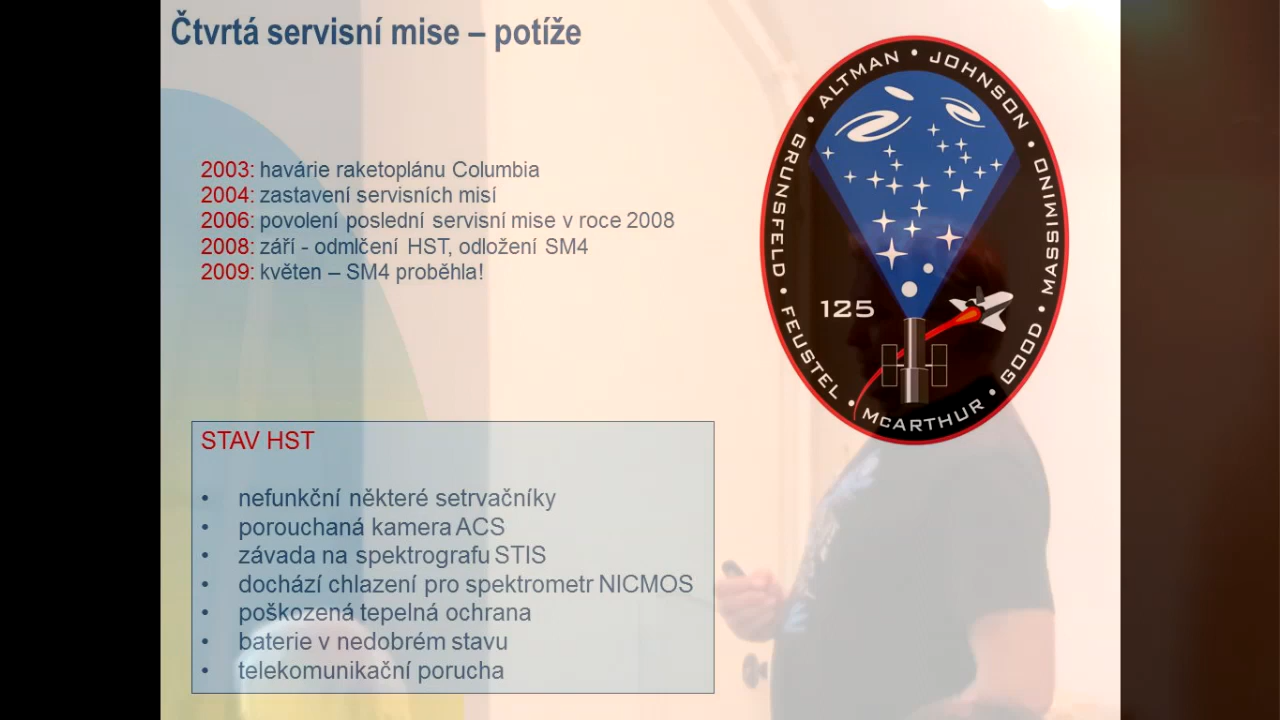 Čtvrtá servisní mise – potíže
2003: havárie raketoplánu Columbia
2004: zastavení servisních misí
2006: povolení poslední servisní mise v roce 2008
2008: září - odmlčení HST, odložení SM4
2009: květen – SM4 proběhla!
ALTMAN • JOHNSON • MASSIMINO • GOOD • MCARTHUR • FEUSTEL • GRUNSFELD •
125
STAV HST
• nefunkční některé setrvačníky
• porouchaná kamera ACS
• závada na spektrografu STIS
• dochází chlazení pro spektrometr NICMOS
• poškozená tepelná ochrana
• baterie v nedobrém stavu
• telekomunikační porucha